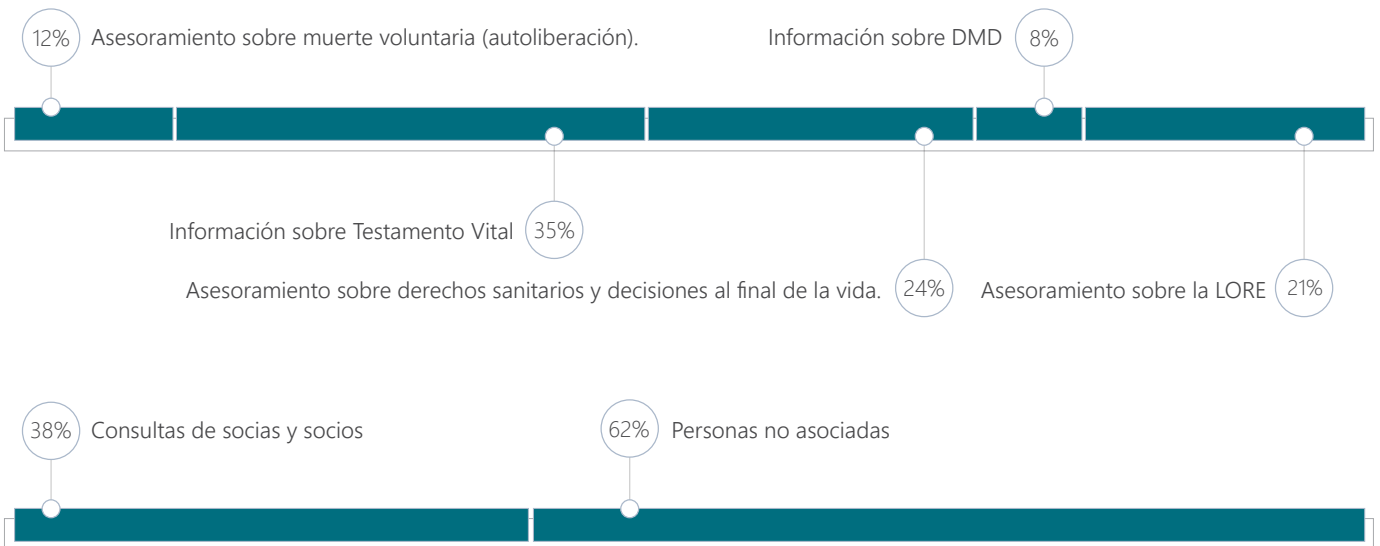 12% Asesoramiento sobre muerte voluntaria (autoliberación).
Información sobre DMD 8%
Información sobre Testamento Vital 35%
Asesoramiento sobre derechos sanitarios y decisiones al final de la vida. 24%
Asesoramiento sobre la LORE 21%
38% Consultas de socias y socios
62% Personas no asociadas